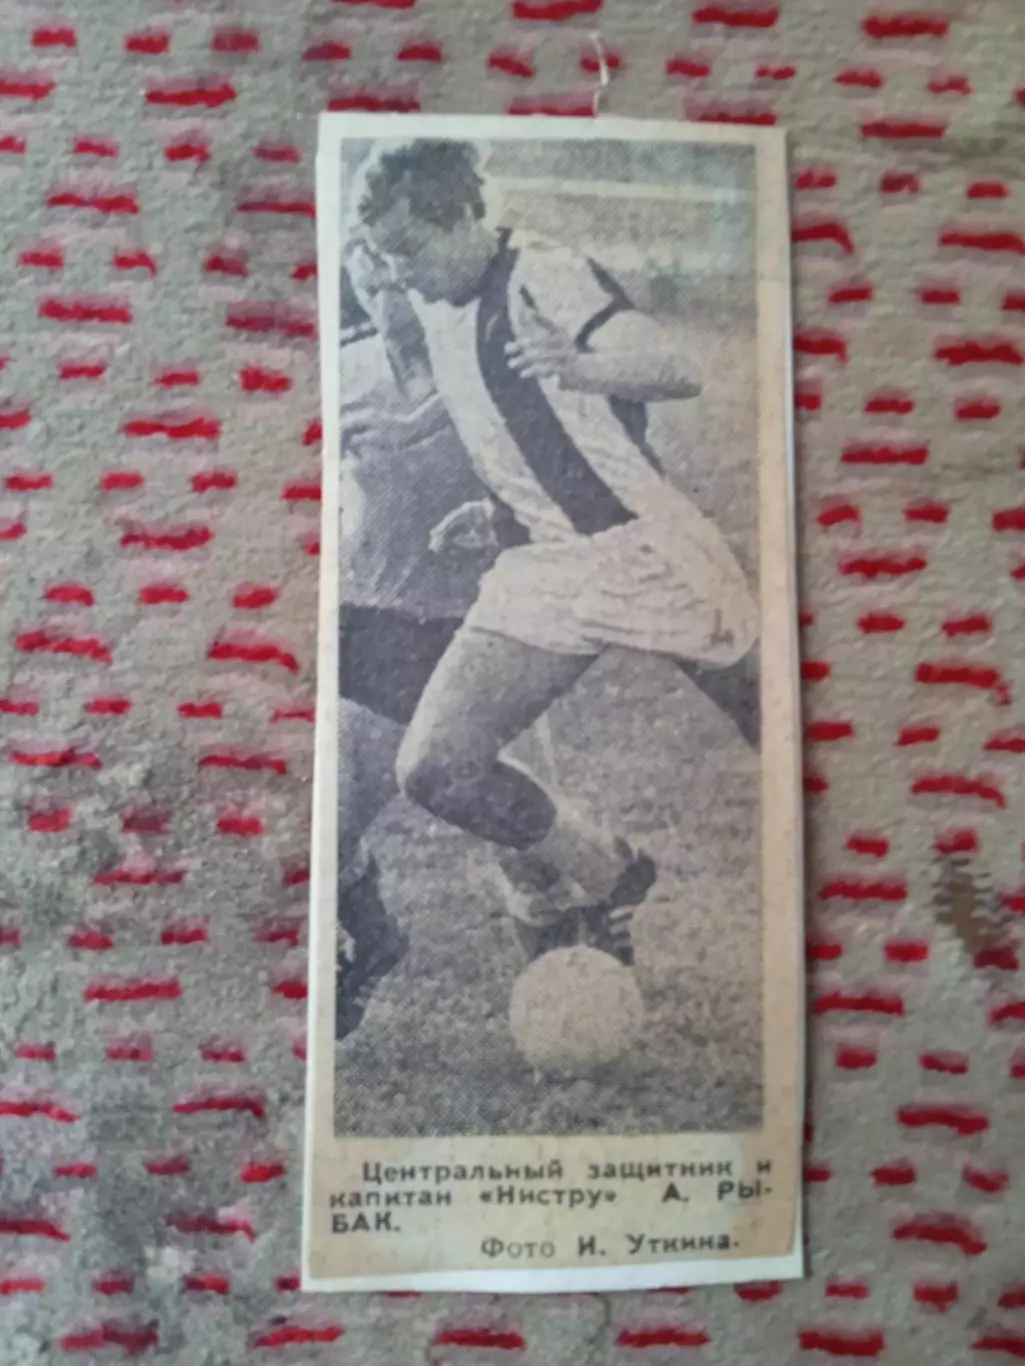 Центральный защитник и
капитан «Нистру» А. РЫ-
БАК.
Фото И. Уткина.